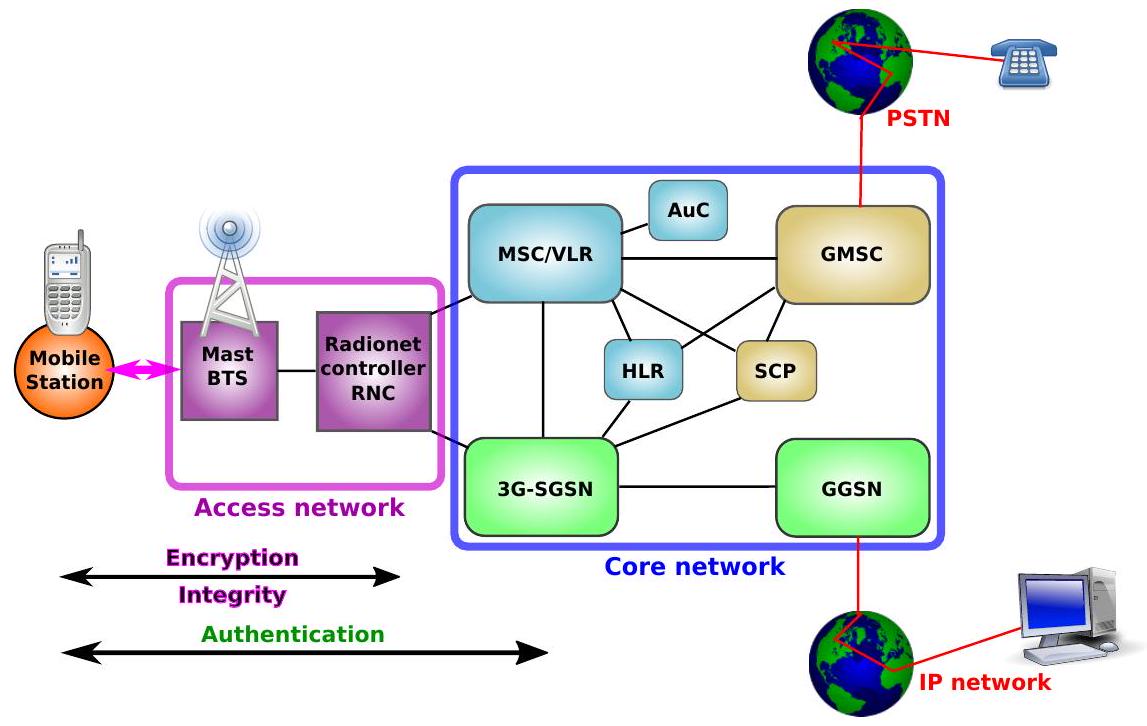 PSTN
AuC
MSC/VLR
GMSC
Mobile
Station
Mast
BTS
Radionet
controller
RNC
HLR
SCP
3G-SGSN
GGSN
Access network
Core network
Encryption
Integrity
Authentication
IP network